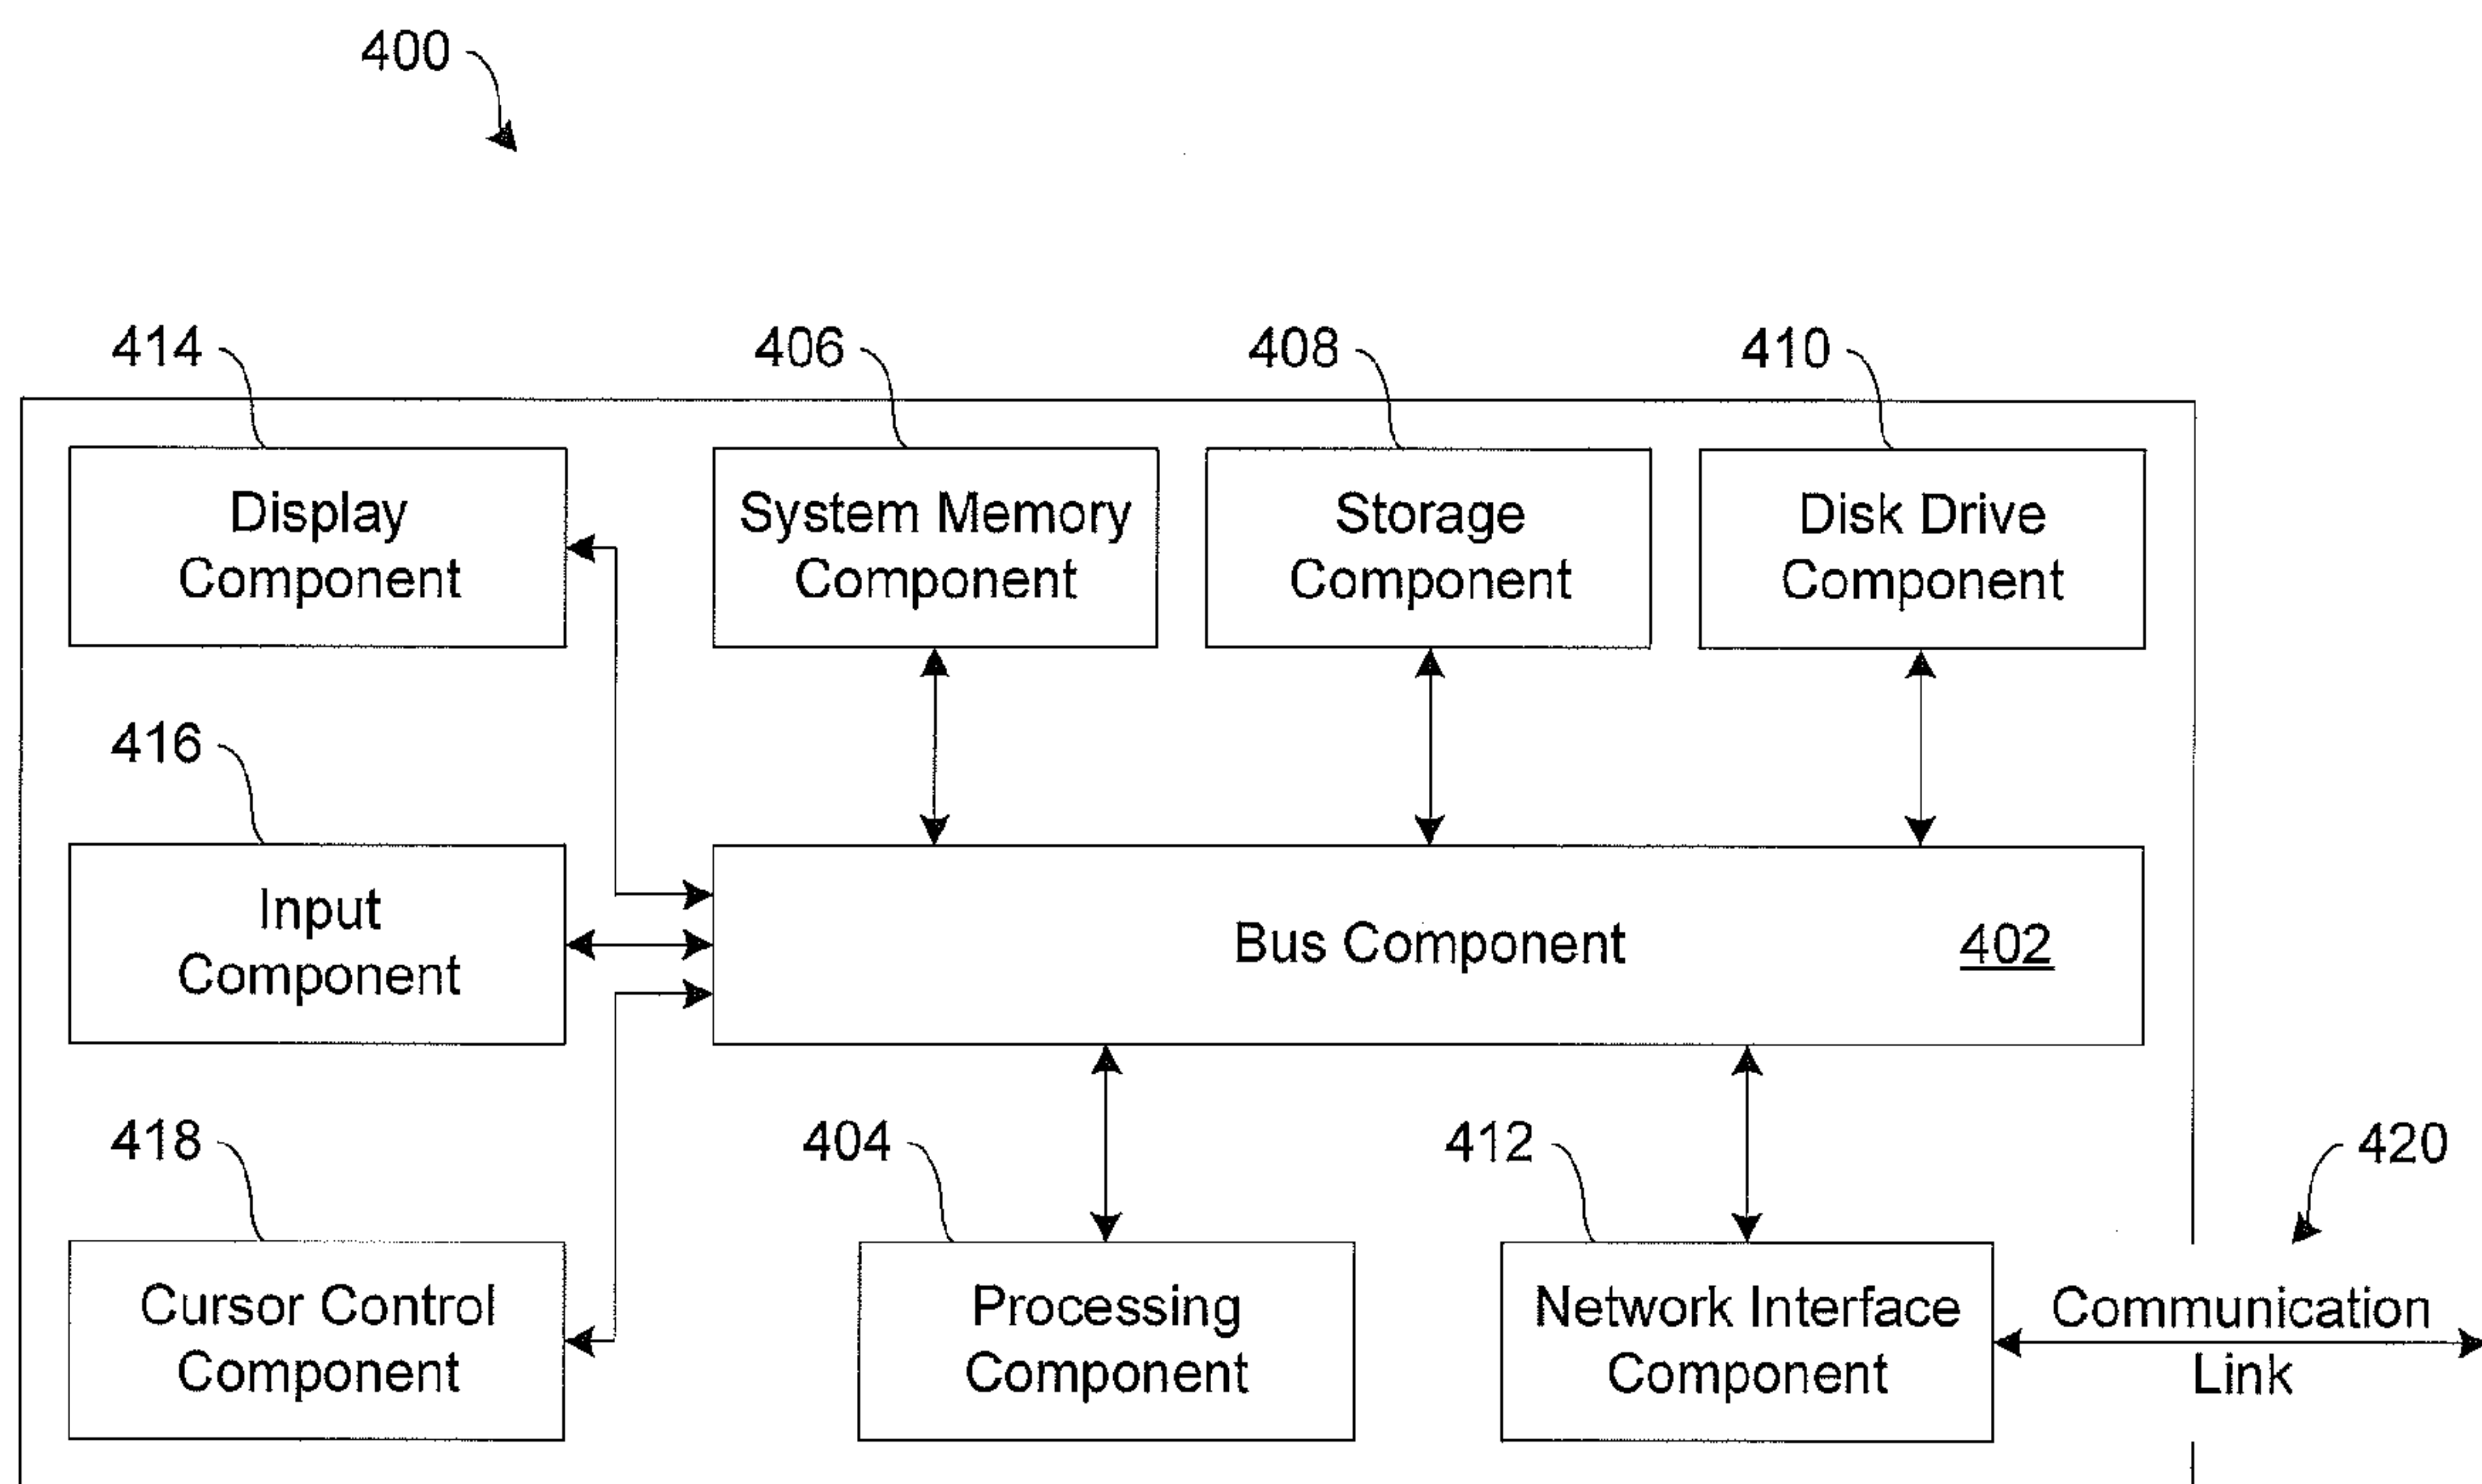 400
414
406
408
410
Display
Component
System Memory
Component
Storage
Component
Disk Drive
Component
416
Input
Component
Bus Component
402
418
404
412
420
Cursor Control
Component
Processing
Component
Network Interface
Component
Communication
Link